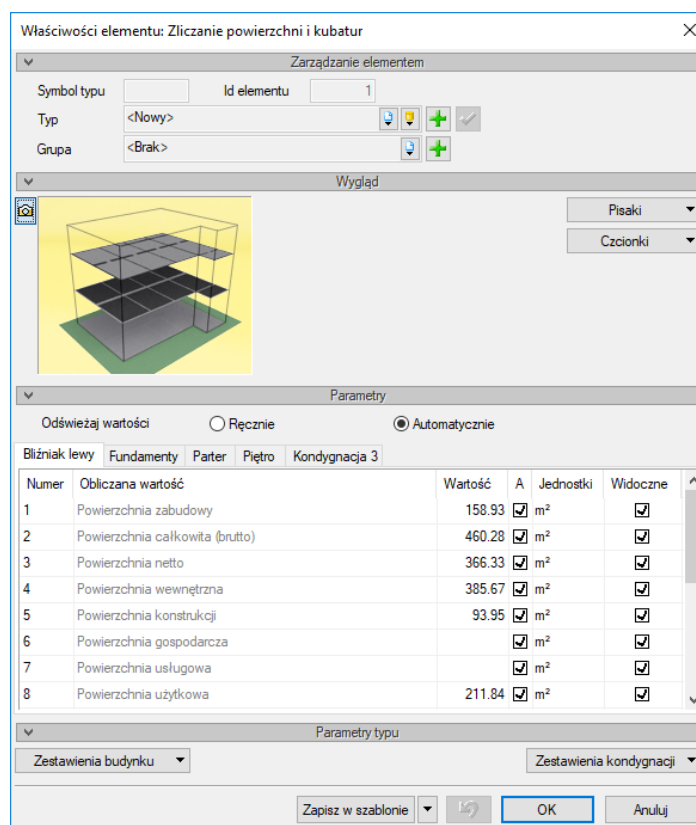 Właściwości elementu: Zliczanie powierzchni i kubatur
Zarządzanie elementem
Symbol typu Id elementu 1
Typ <Nowy>
Grupa <Brak>
Wygląd
Pisaki
Czcionki
Parametry
Odśwież́aj wartości Ręcznie Automatycznie
Bliźniak lewy Fundamenty Parter Piętro Kondygnacja 3
Numer Obliczana wartość Wartość A Jednostki Widoczne
1 Powierzchnia zabudowy 158.93 m²
2 Powierzchnia całkowita (brutto) 460.28 m²
3 Powierzchnia netto 366.33 m²
4 Powierzchnia wewnętrzna 385.67 m²
5 Powierzchnia konstrukcji 93.95 m²
6 Powierzchnia gospodarcza m²
7 Powierzchnia usługowa m²
8 Powierzchnia użytkowa 211.84 m²
Parametry typu
Zestawienia budynku Zestawienia kondygnacji
Zapisz w szablonie OK Anuluj